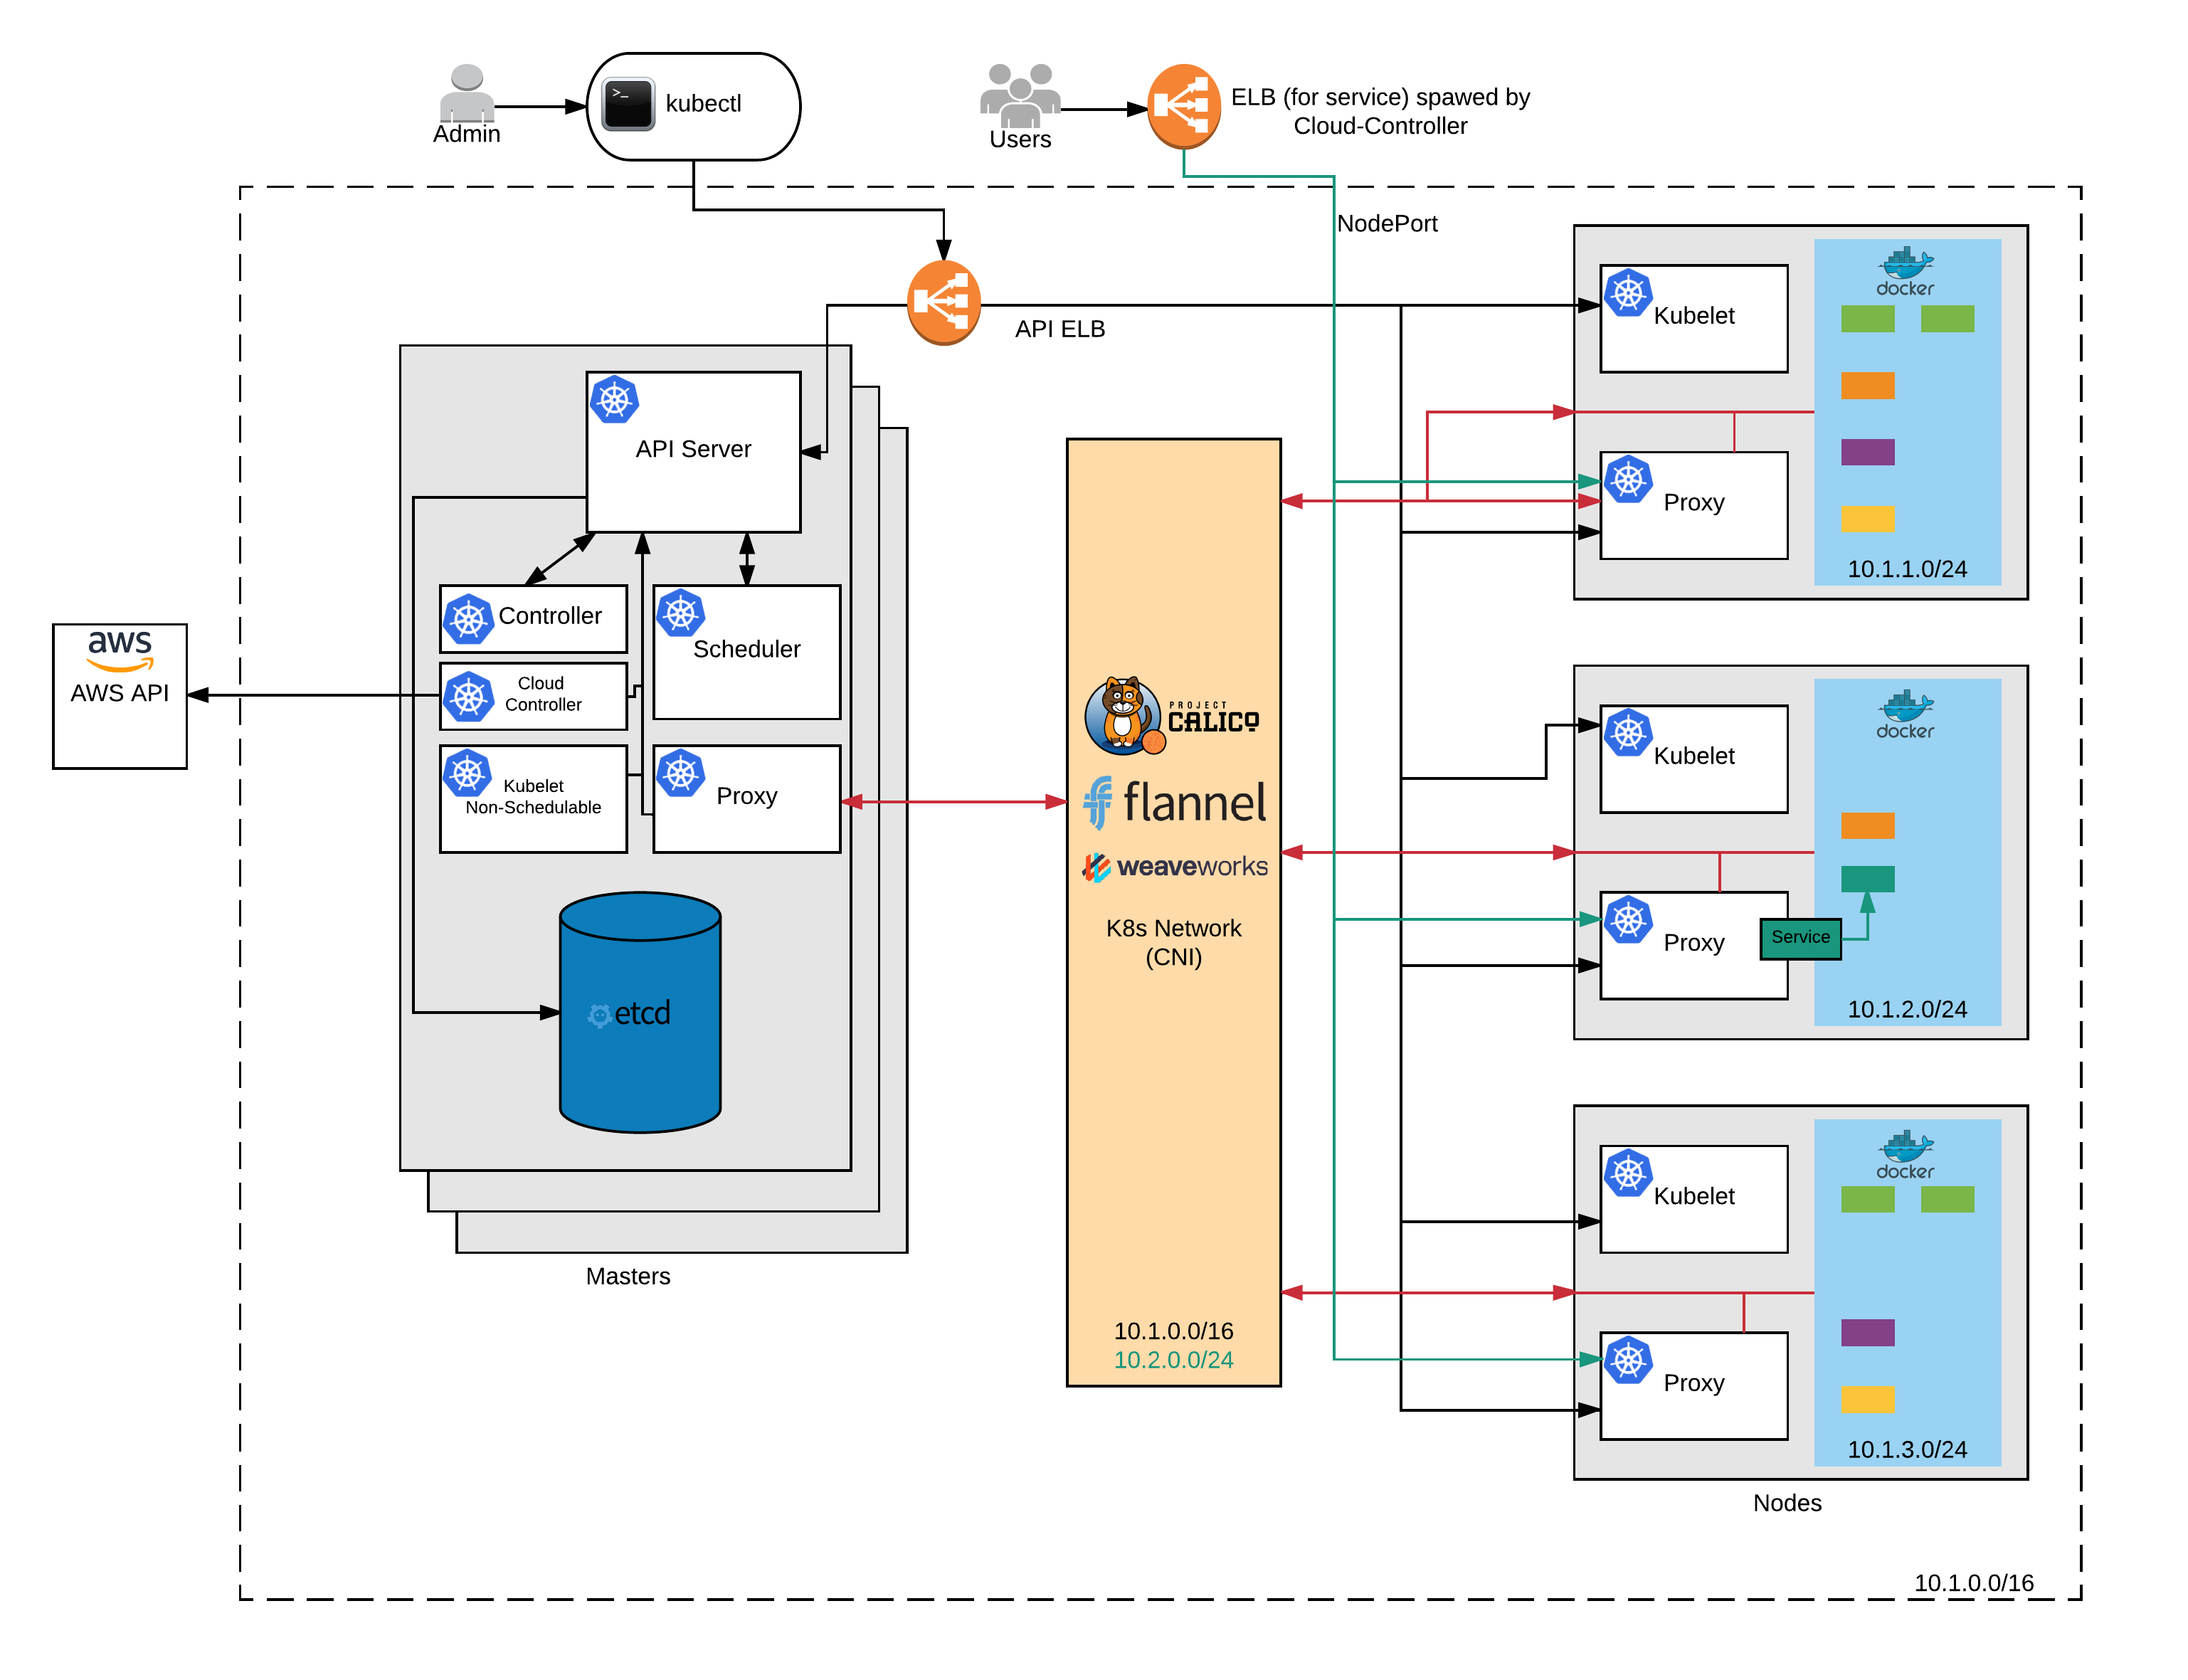 Admin
>_
kubectl
Users
ELB (for service) spawed by
Cloud-Controller
NodePort
API ELB
API Server
Controller
Scheduler
Cloud
Controller
Kubelet
Non-Schedulable
Proxy
etcd
Masters
aws
AWS API
PROJECT
CALICO
flannel
weaveworks
K8s Network
(CNI)
10.1.0.0/16
10.2.0.0/24
Kubelet
Proxy
docker
10.1.1.0/24
Kubelet
Proxy
Service
docker
10.1.2.0/24
Kubelet
Proxy
docker
10.1.3.0/24
Nodes
10.1.0.0/16